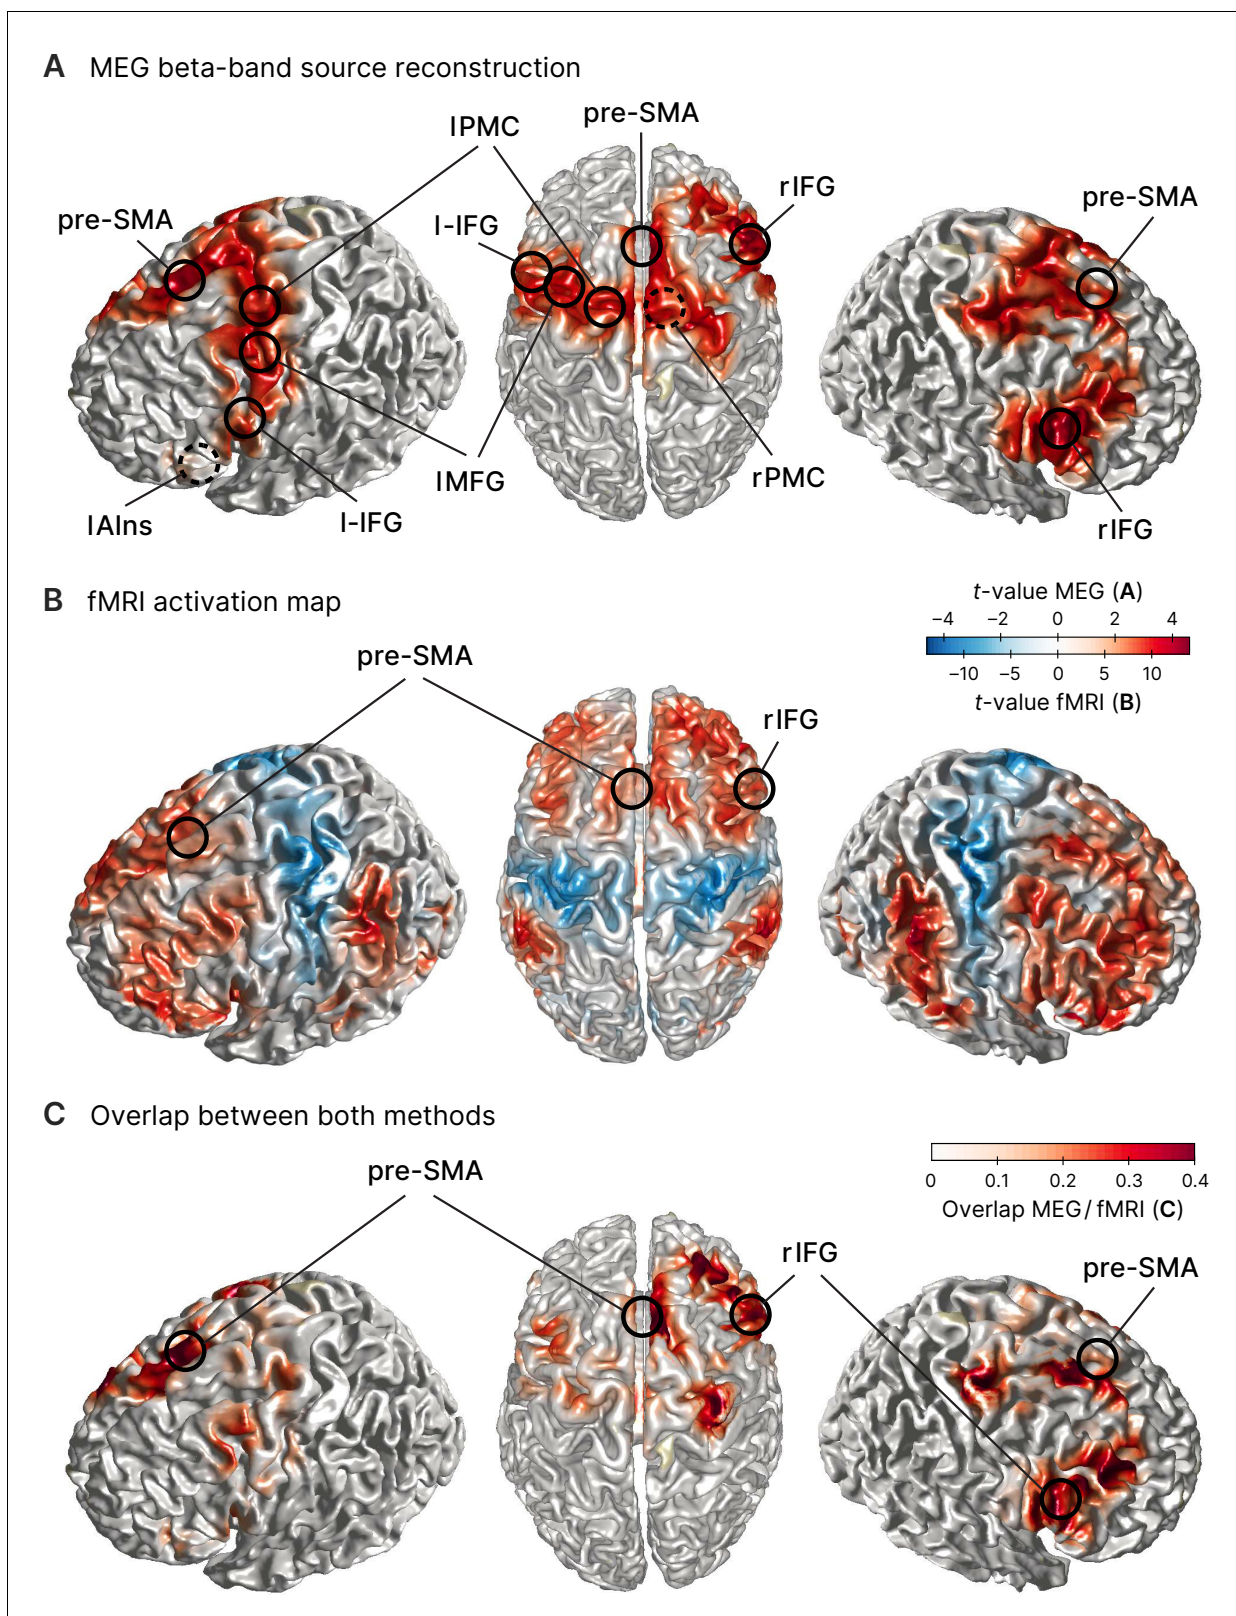 A MEG beta-band source reconstruction
pre-SMA
lPMC
rIFG
pre-SMA
pre-SMA
l-IFG
lMFG
rPMC
lAIns
l-IFG
rIFG
B fMRI activation map
t-value MEG (A)
−4 −2 0 2 4
−10 −5 0 5 10
t-value fMRI (B)
pre-SMA
rIFG
C Overlap between both methods
0 0.1 0.2 0.3 0.4
Overlap MEG/fMRI (C)
pre-SMA
rIFG
pre-SMA